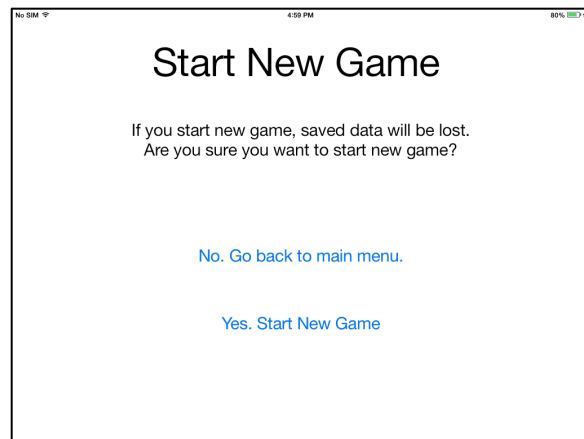 No SIM
4:59 PM
80%
Start New Game
If you start new game, saved data will be lost.
Are you sure you want to start new game?
No. Go back to main menu.
Yes. Start New Game